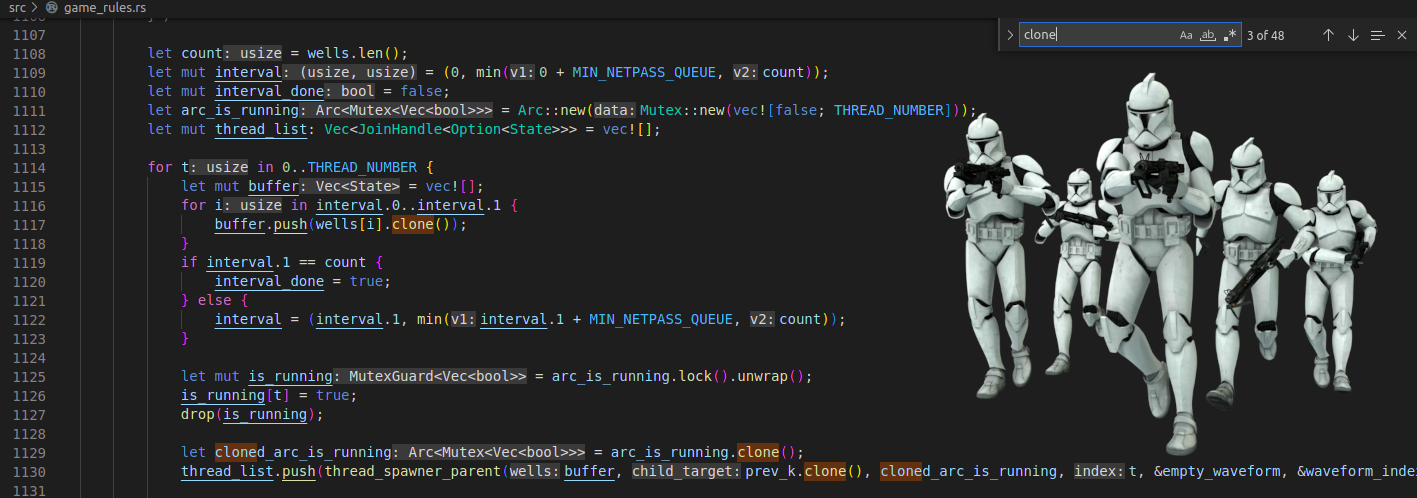 src > game_rules.rs
clone
Aa ab 3 of 48
1107
1108 let count: usize = wells.len();
1109 let mut interval: (usize, usize) = (0, min(v1: 0 + MIN_NETPASS_QUEUE, v2: count));
1110 let mut interval_done: bool = false;
1111 let arc_is_running: Arc<Mutex<Vec<bool>>> = Arc::new(data: Mutex::new(vec![false; THREAD_NUMBER]));
1112 let mut thread_list: Vec<JoinHandle<Option<State>>> = vec![];
1113
1114 for t: usize in 0..THREAD_NUMBER {
1115 let mut buffer: Vec<State> = vec![];
1116 for i: usize in interval.0..interval.1 {
1117 buffer.push(wells[i].clone());
1118 }
1119 if interval.1 == count {
1120 interval_done = true;
1121 } else {
1122 interval = (interval.1, min(v1: interval.1 + MIN_NETPASS_QUEUE, v2: count));
1123 }
1124
1125 let mut is_running: MutexGuard<Vec<bool>> = arc_is_running.lock().unwrap();
1126 is_running[t] = true;
1127 drop(is_running);
1128
1129 let cloned_arc_is_running: Arc<Mutex<Vec<bool>>> = arc_is_running.clone();
1130 thread_list.push(thread_spawner_parent(wells: buffer, child_target: prev_k.clone(), cloned_arc_is_running, index: t, &empty_waveform, &waveform_inde
1131